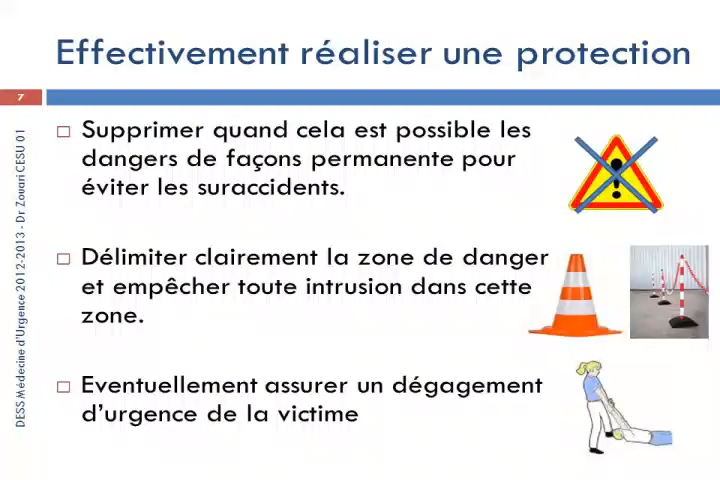 Effectivement réaliser une protection
7
Supprimer quand cela est possible les
dangers de façons permanente pour
éviter les suraccidents.
Délimiter clairement la zone de danger
et empêcher toute intrusion dans cette
zone.
Eventuellement assurer un dégagement
d’urgence de la victime
DESS Médecine d'Urgence 2012-2013 - Dr Zouari CESU 01